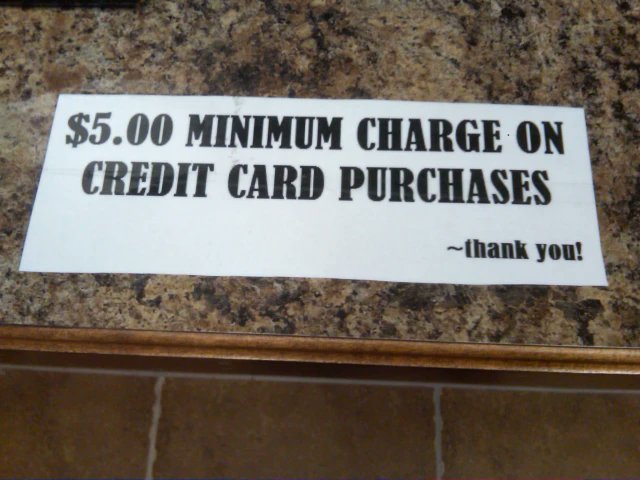 $5.00 MINIMUM CHARGE ON
CREDIT CARD PURCHASES
~thank you!